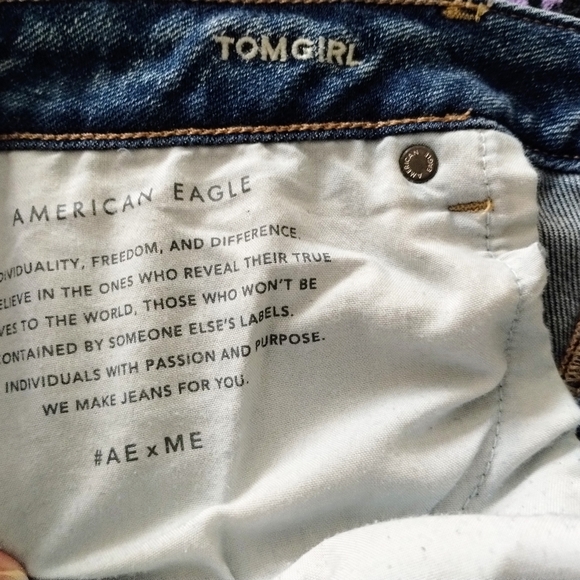 TOMGIRL
AMERICAN EAGLE
AMERICAN EAGLE
INDIVIDUALITY, FREEDOM, AND DIFFERENCE.
BELIEVE IN THE ONES WHO REVEAL THEIR TRUE
TO THE WORLD, THOSE WHO WON'T BE
CONTAINED BY SOMEONE ELSE'S LABELS.
INDIVIDUALS WITH PASSION AND PURPOSE.
WE MAKE JEANS FOR YOU.
#AE x ME